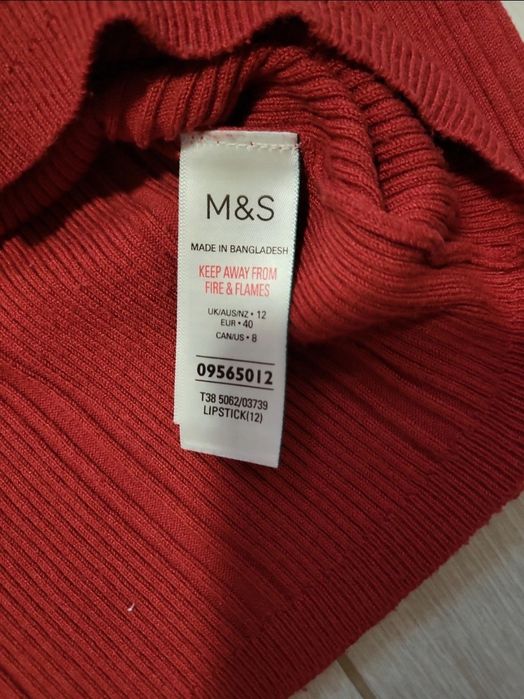 M&S
MADE IN BANGLADESH
KEEP AWAY FROM
FIRE & FLAMES
UK/AUS/NZ • 12
EUR • 40
CAN/US • 8
09565012
T38 5062/03739
LIPSTICK(12)